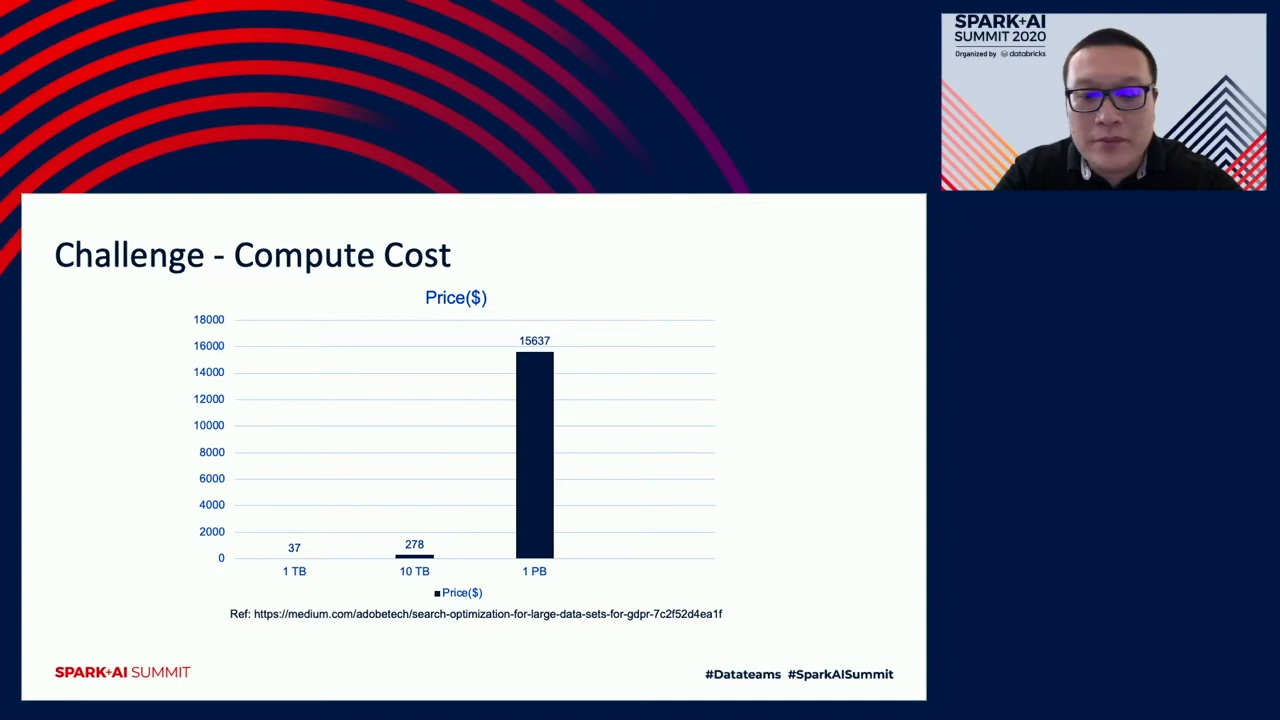 SPARK+AI
SUMMIT 2020
Organized by databricks
Challenge - Compute Cost
Price($)
18000
16000
14000
12000
10000
8000
6000
4000
2000
0
15637
278
37
1 TB
10 TB
1 PB
Price($)
Ref: https://medium.com/adobetech/search-optimization-for-large-data-sets-for-gdpr-7c2f52d4ea1f
SPARK+AI SUMMIT
#Datateams #SparkAISummit